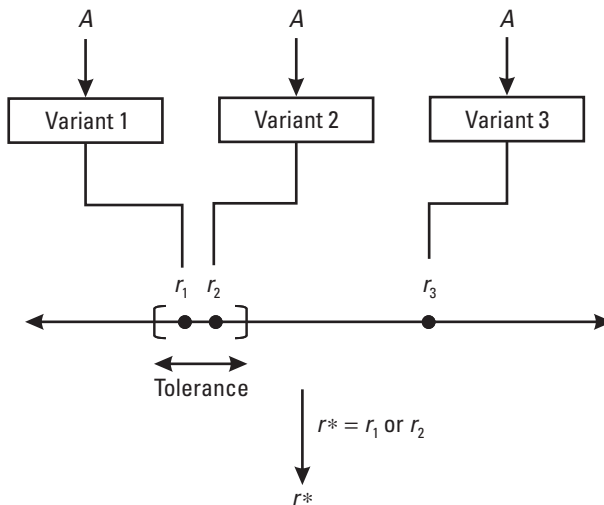 A A A
Variant 1 Variant 2 Variant 3
r₁ r₂ r₃
Tolerance
r* = r₁ or r₂
r*